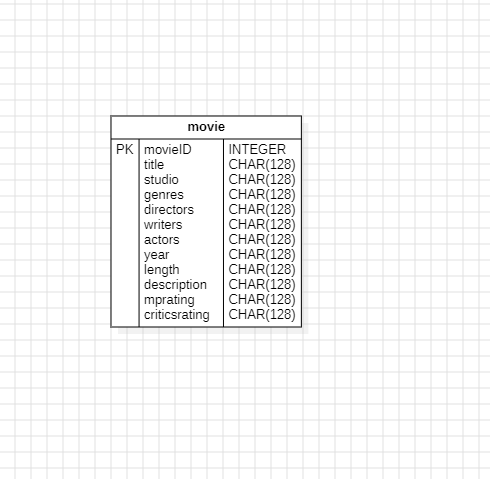 movie
PK movieID INTEGER
title CHAR(128)
studio CHAR(128)
genres CHAR(128)
directors CHAR(128)
writers CHAR(128)
actors CHAR(128)
year CHAR(128)
length CHAR(128)
description CHAR(128)
mprating CHAR(128)
criticsrating CHAR(128)